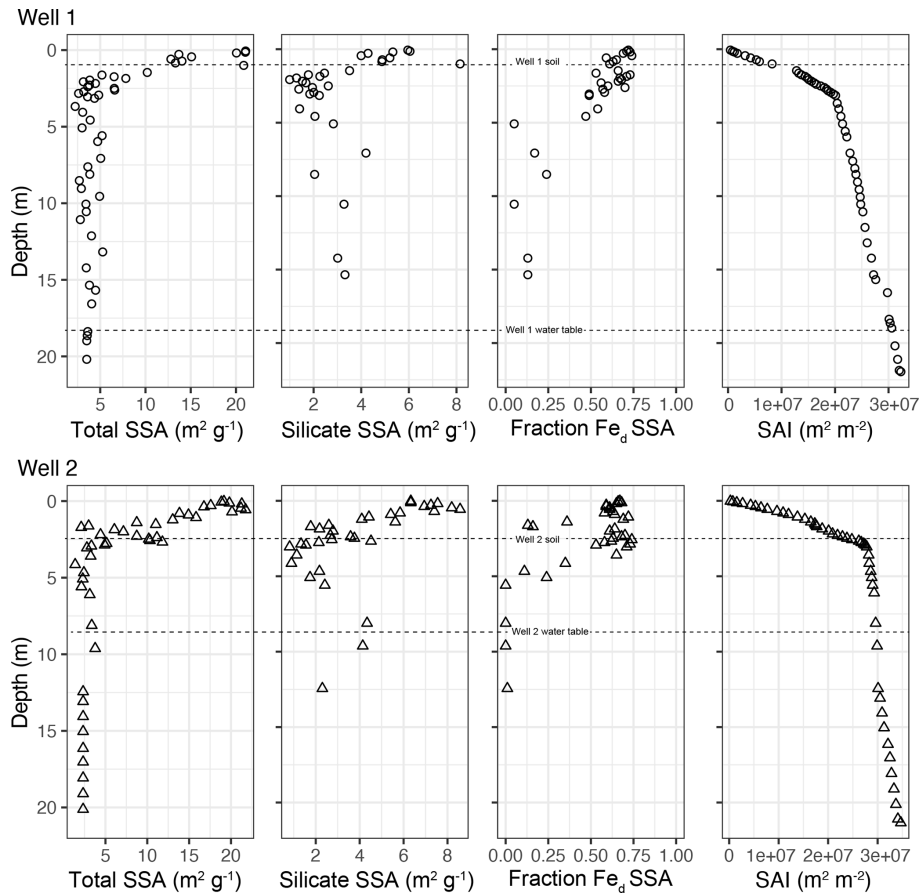 Well 1
0
5
10
15
20
Depth (m)
Well 1 soil
Well 1 water table
5 10 15 20
2 4 6 8
0.00 0.25 0.50 0.75 1.00
0 1e+07 2e+07 3e+07
Total SSA (m² g⁻¹) Silicate SSA (m² g⁻¹) Fraction Fe_d SSA SAI (m² m⁻²)
Well 2
0
5
10
15
20
Depth (m)
Well 2 soil
Well 2 water table
5 10 15 20
2 4 6 8
0.00 0.25 0.50 0.75 1.00
0 1e+07 2e+07 3e+07
Total SSA (m² g⁻¹) Silicate SSA (m² g⁻¹) Fraction Fe_d SSA SAI (m² m⁻²)